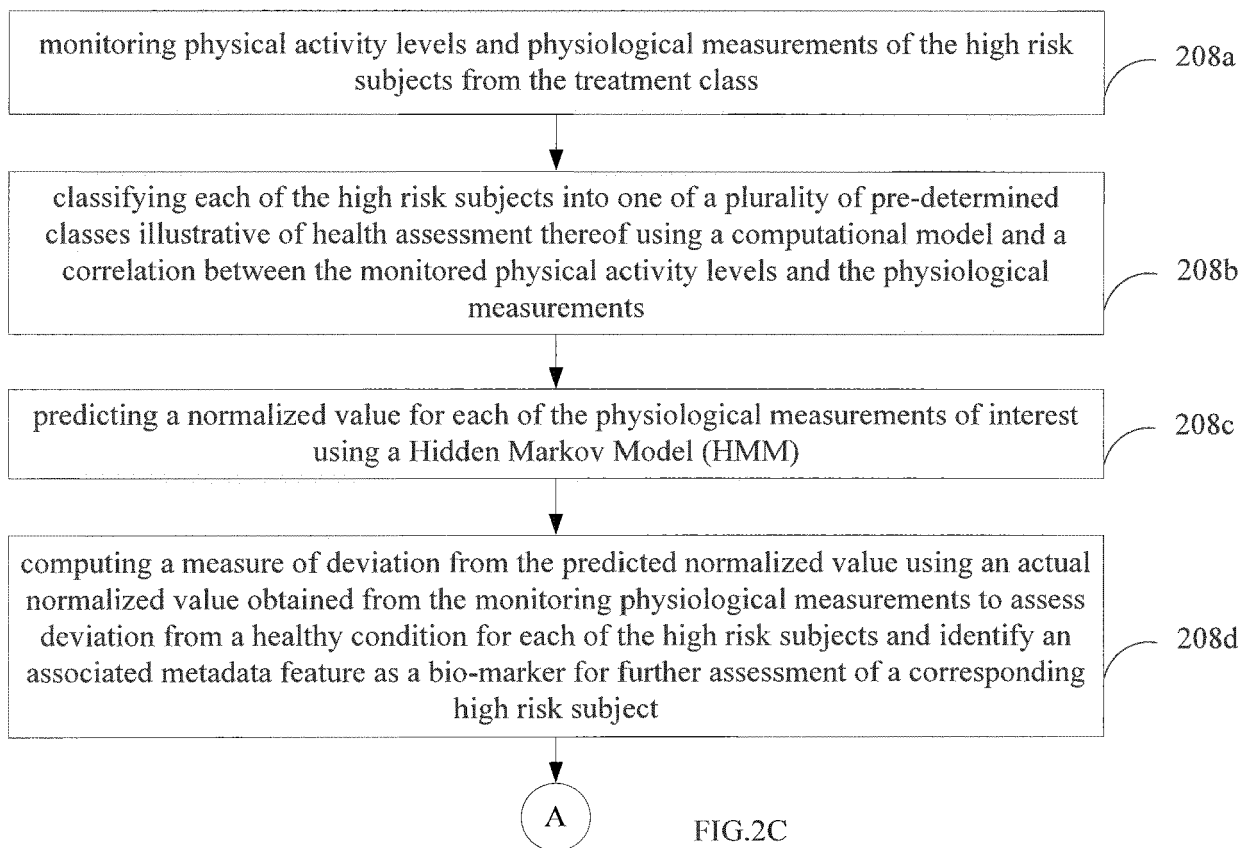 monitoring physical activity levels and physiological measurements of the high risk
subjects from the treatment class
208a
classifying each of the high risk subjects into one of a plurality of pre-determined
classes illustrative of health assessment thereof using a computational model and a
correlation between the monitored physical activity levels and the physiological
measurements
208b
predicting a normalized value for each of the physiological measurements of interest
using a Hidden Markov Model (HMM)
208c
computing a measure of deviation from the predicted normalized value using an actual
normalized value obtained from the monitoring physiological measurements to assess
deviation from a healthy condition for each of the high risk subjects and identify an
associated metadata feature as a bio-marker for further assessment of a corresponding
high risk subject
208d
A
FIG.2C